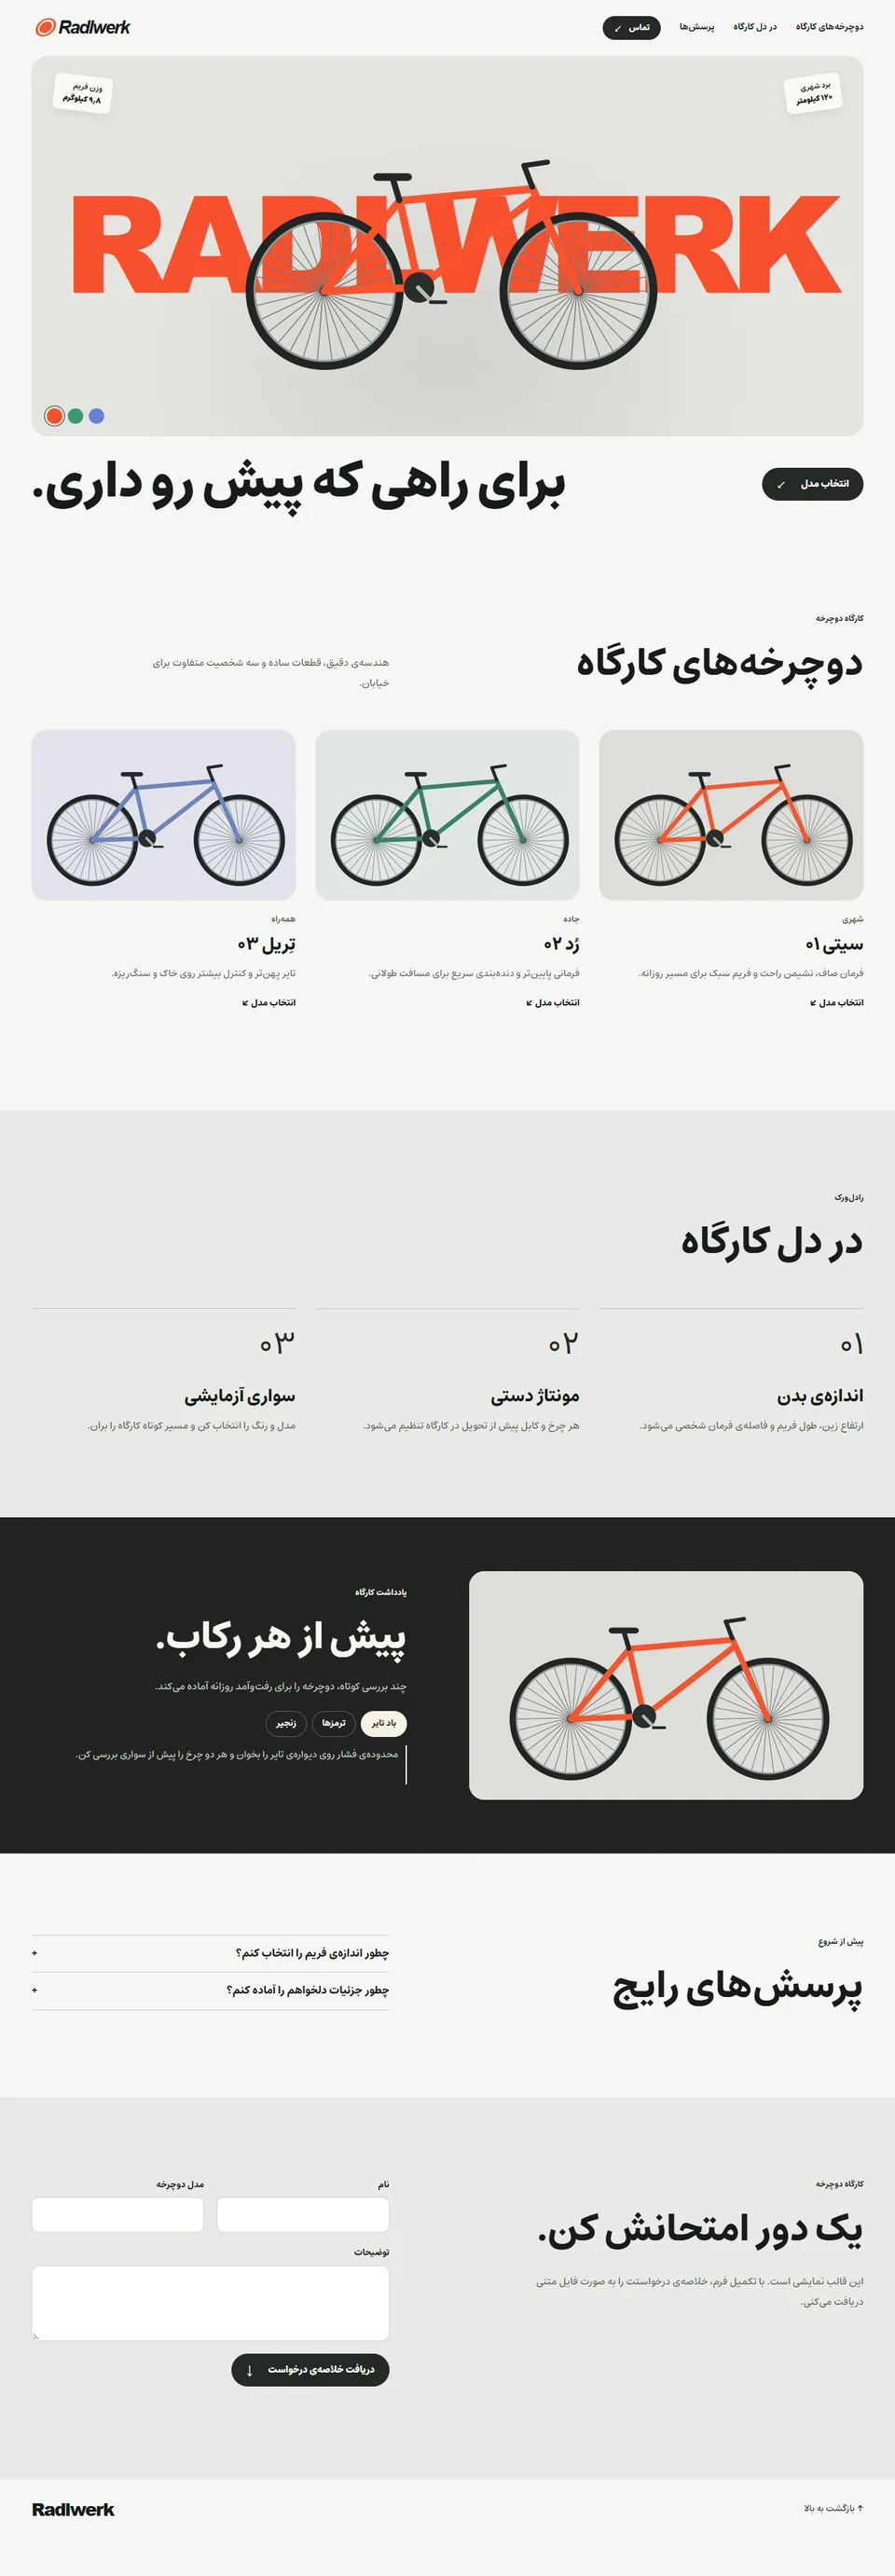 دوچرخه‌های کارگاه
در دل کارگاه
پرسش‌ها
تماس ↙
Radlwerk
برد شهری
۱۲۰ کیلومتر
وزن فریم
۹٫۸ کیلوگرم
RADLWERK
انتخاب مدل ↙
برای راهی که پیش رو داری.
کارگاه دوچرخه
دوچرخه‌های کارگاه
هندسه‌ی دقیق، قطعات ساده و سه شخصیت متفاوت برای
خیابان.
شهری
سیتی ۰۱
فرمان صاف، نشیمن راحت و فریم سبک برای مسیر روزانه.
انتخاب مدل ↙
جاده
رُد ۰۲
فرمانی پایین‌تر و دنده‌بندی سریع برای مسافت طولانی.
انتخاب مدل ↙
همه‌راه
تِریل ۰۳
تایر پهن‌تر و کنترل بیشتر روی خاک و سنگ‌ریزه.
انتخاب مدل ↙
رادل‌ورک
در دل کارگاه
۰۱
اندازه‌ی بدن
ارتفاع زین، طول فریم و فاصله‌ی فرمان شخصی می‌شود.
۰۲
مونتاژ دستی
هر چرخ و کابل پیش از تحویل در کارگاه تنظیم می‌شود.
۰۳
سواری آزمایشی
مدل و رنگ را انتخاب کن و مسیر کوتاه کارگاه را بران.
یادداشت کارگاه
پیش از هر رکاب.
چند بررسی کوتاه، دوچرخه را برای رفت‌وآمد روزانه آماده می‌کند.
باد تایر
ترمزها
زنجیر
محدوده‌ی فشار روی دیواره‌ی تایر را بخوان و هر دو چرخ را پیش از سواری بررسی کن.
پیش از شروع
پرسش‌های رایج
چطور اندازه‌ی فریم را انتخاب کنم؟ +
چطور جزئیات دلخواهم را آماده کنم؟ +
کارگاه دوچرخه
یک دور امتحانش کن.
این قالب نمایشی است. با تکمیل فرم، خلاصه‌ی درخواستت را به صورت فایل متنی
دریافت می‌کنی.
نام
مدل دوچرخه
توضیحات
دریافت خلاصه‌ی درخواست ↓
↑ بازگشت به بالا
Radlwerk